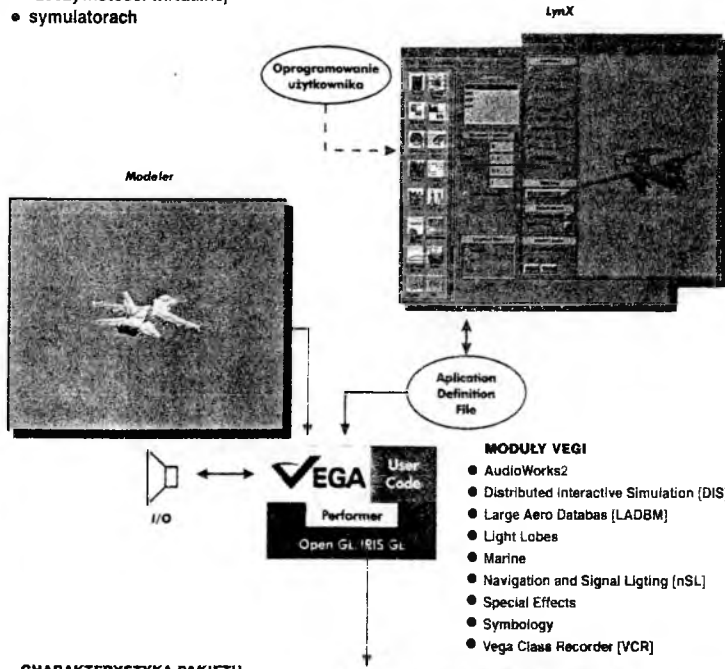 ● symulatorach
LynX
Oprogramowanie
użytkownika
Modeler
Aplication
Definition
File
I/O
VEGA
User
Code
Performer
Open GL IRIS GL
MODUŁY VEGI
● AudioWorks2
● Distributed Interactive Simulation [DIS
● Large Aero Databas [LADBM]
● Light Lobes
● Marine
● Navigation and Signal Ligting [nSL]
● Special Effects
● Symbology
● Vega Class Recorder [VCR]
CHARAKTERYSTYKA PAKIETU